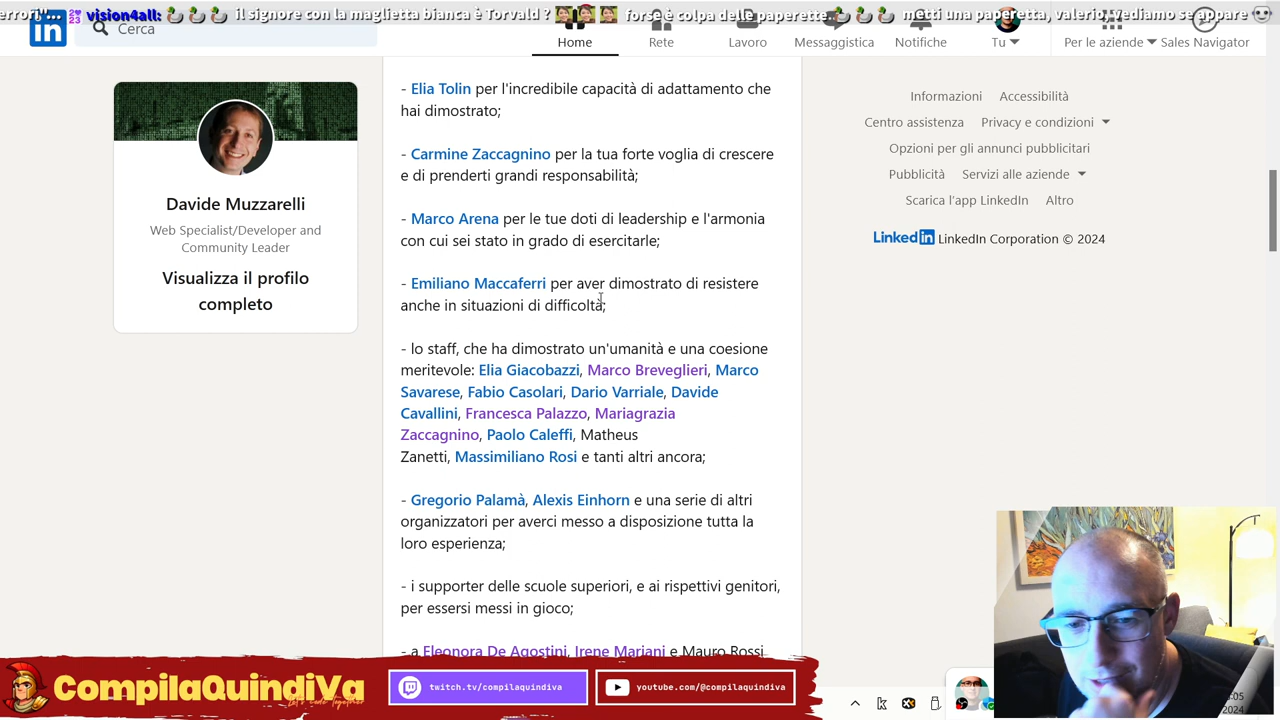 errori"... vision4all: il signore con la maglietta bianca è Torvald ? forse è colpa delle paperette.. metti una paperetta, valerio, vediamo se appare
Cerca
Home Rete Lavoro Messaggistica Notifiche Tu Per le aziende Sales Navigator
Davide Muzzarelli
Web Specialist/Developer and
Community Leader
Visualizza il profilo
completo
- Elia Tolin per l'incredibile capacità di adattamento che
hai dimostrato;
- Carmine Zaccagnino per la tua forte voglia di crescere
e di prenderti grandi responsabilità;
- Marco Arena per le tue doti di leadership e l'armonia
con cui sei stato in grado di esercitarle;
- Emiliano Maccaferri per aver dimostrato di resistere
anche in situazioni di difficoltà;
- lo staff, che ha dimostrato un'umanità e una coesione
meritevole: Elia Giacobazzi, Marco Breveglieri, Marco
Savarese, Fabio Casolari, Dario Varriale, Davide
Cavallini, Francesca Palazzo, Mariagrazia
Zaccagnino, Paolo Caleffi, Matheus
Zanetti, Massimiliano Rosi e tanti altri ancora;
- Gregorio Palamà, Alexis Einhorn e una serie di altri
organizzatori per averci messo a disposizione tutta la
loro esperienza;
- i supporter delle scuole superiori, e ai rispettivi genitori,
per essersi messi in gioco;
- a Eleonora De Agostini, Irene Mariani e Mauro Rossi
Informazioni Accessibilità
Centro assistenza Privacy e condizioni
Opzioni per gli annunci pubblicitari
Pubblicità Servizi alle aziende
Scarica l'app LinkedIn Altro
LinkedIn LinkedIn Corporation © 2024
CompilaQuindiVa
Let's code together
twitch.tv/compilaquindiva
youtube.com/@compilaquindiva
:05
2024